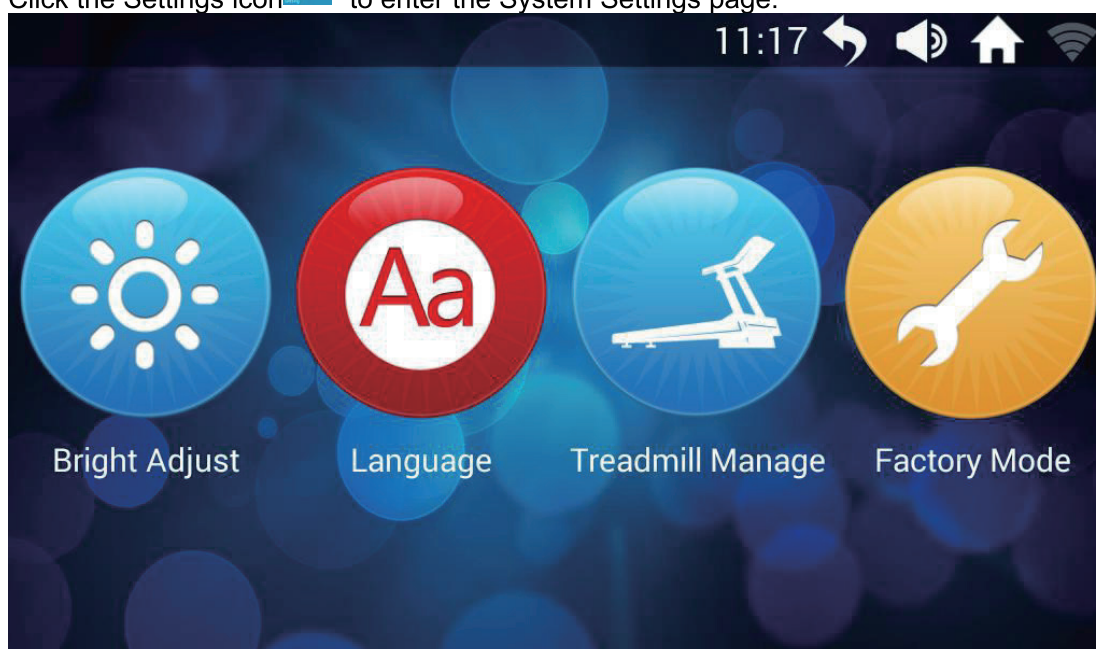 Click the Settings icon to enter the System Settings page.
11:17
Aa
Bright Adjust Language Treadmill Manage Factory Mode